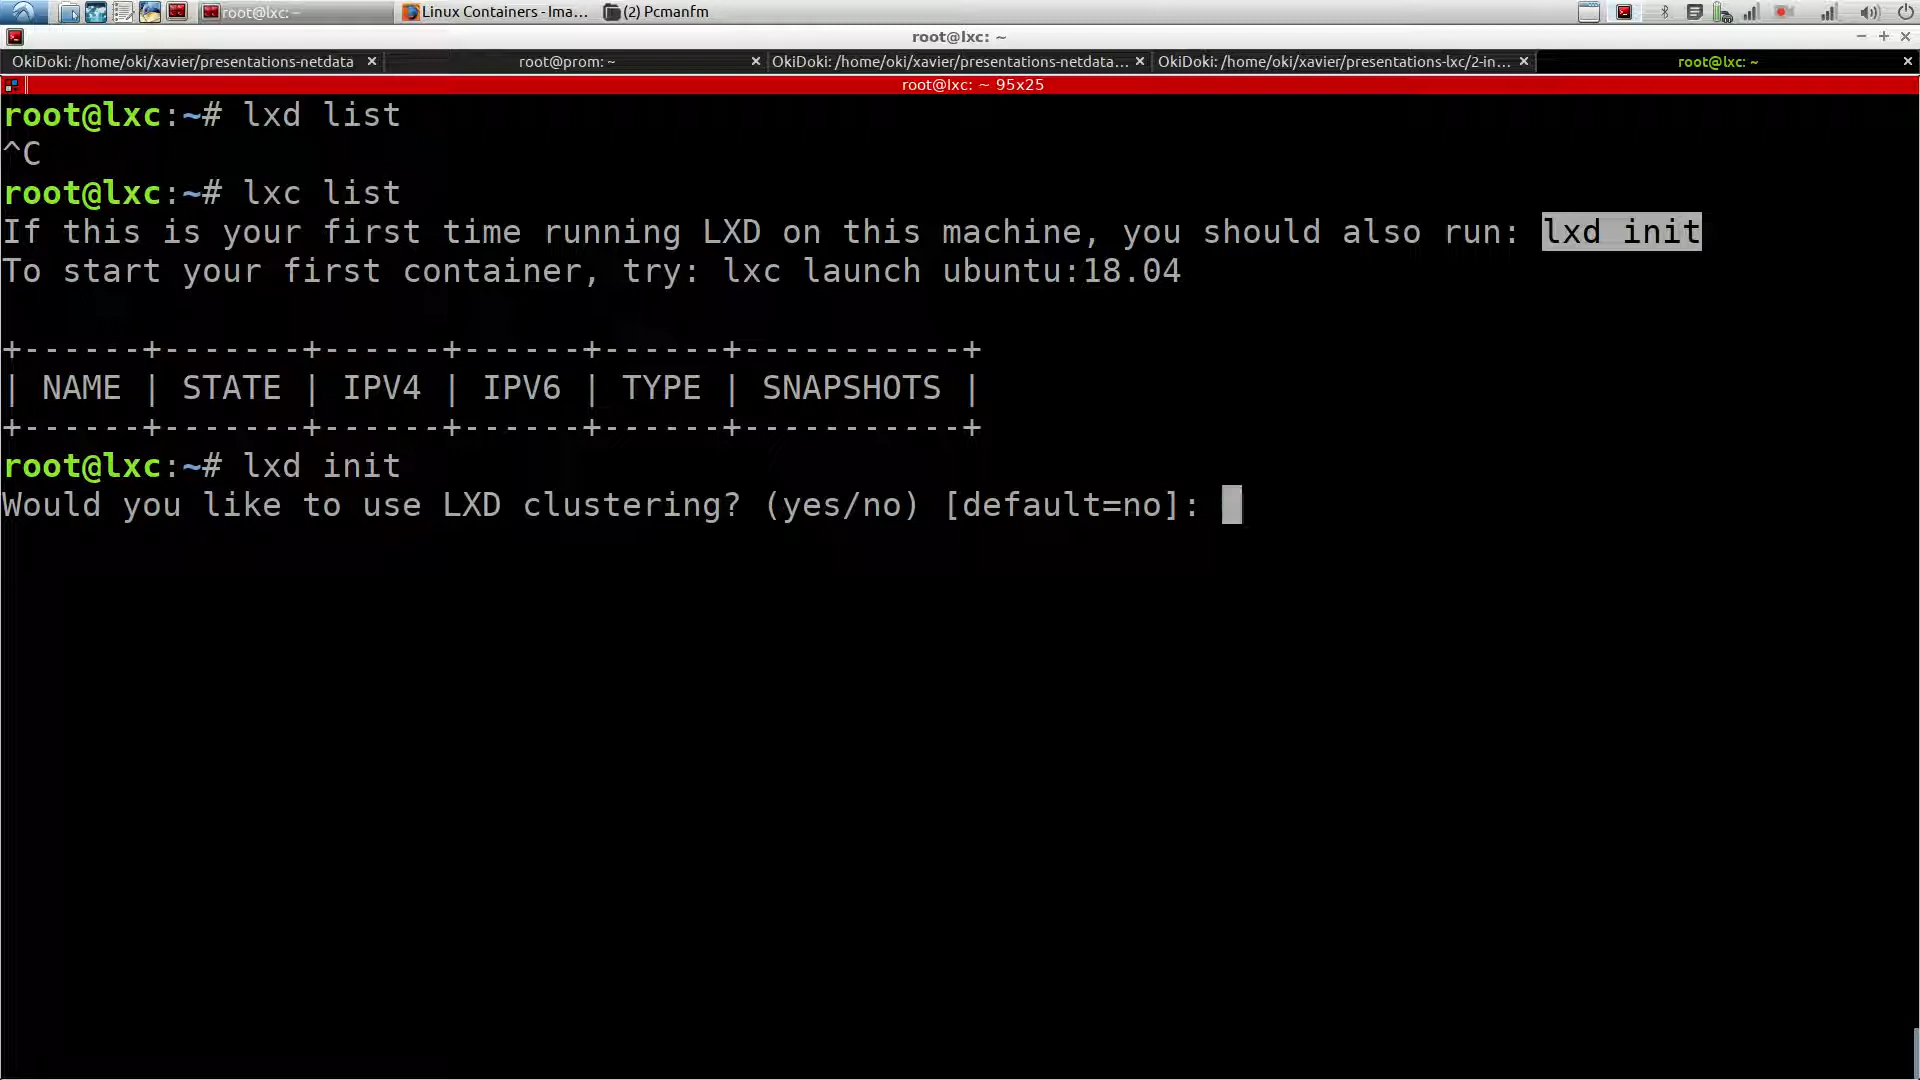 root@lxc: ~
Linux Containers - Ima...
(2) Pcmanfm
root@lxc: ~
OkiDoki: /home/oki/xavier/presentations-netdata
root@prom: ~
OkiDoki: /home/oki/xavier/presentations-netdata...
OkiDoki: /home/oki/xavier/presentations-lxc/2-in...
root@lxc: ~
root@lxc: ~ 95x25
root@lxc:~# lxd list
^C
root@lxc:~# lxc list
If this is your first time running LXD on this machine, you should also run: lxd init
To start your first container, try: lxc launch ubuntu:18.04
+------+-------+------+------+------+-----------+
| NAME | STATE | IPV4 | IPV6 | TYPE | SNAPSHOTS |
+------+-------+------+------+------+-----------+
root@lxc:~# lxd init
Would you like to use LXD clustering? (yes/no) [default=no]: